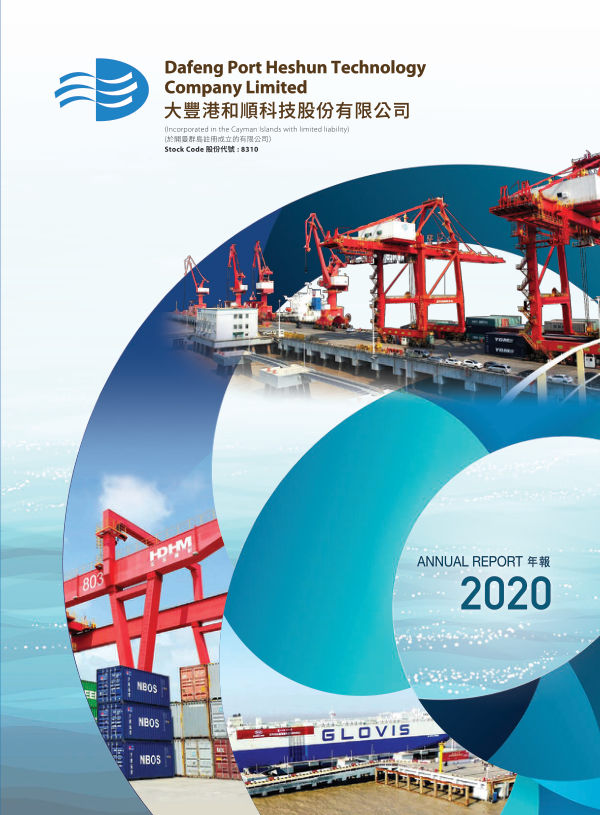 Dafeng Port Heshun Technology
Company Limited
大豐港和順科技股份有限公司
(Incorporated in the Cayman Islands with limited liability)
(於開曼群島註冊成立的有限公司)
Stock Code 股份代號 : 8310
HDHM
803
ANNUAL REPORT 年報
2020
NBOS
NBOS
NBOS
GLOVIS